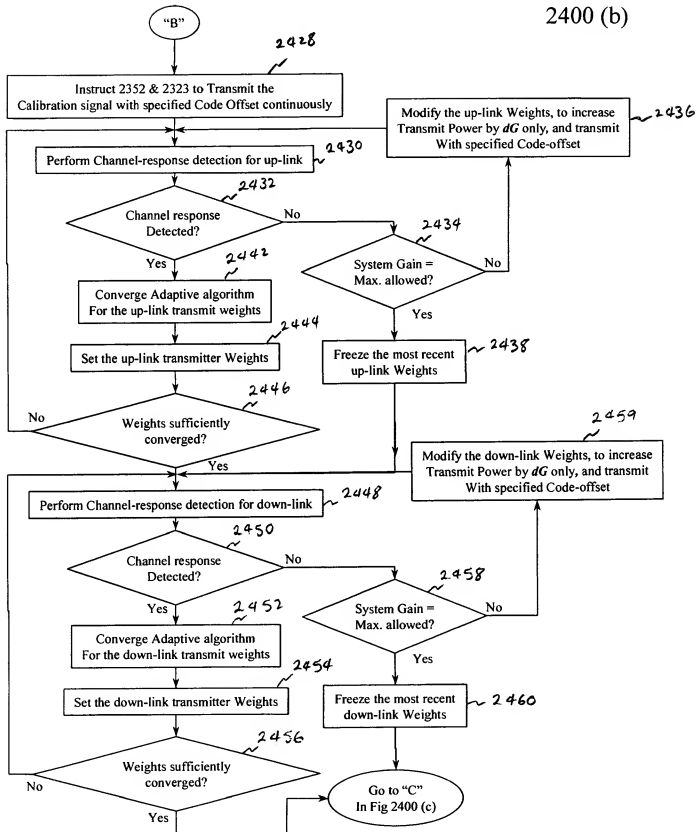 2400 (b)
"B"
2428
Instruct 2352 & 2323 to Transmit the
Calibration signal with specified Code Offset continuously
Modify the up-link Weights, to increase
Transmit Power by dG only, and transmit
With specified Code-offset
2436
Perform Channel-response detection for up-link
2430
2432
Channel response
Detected?
No
Yes
2434
System Gain =
Max. allowed?
No
Yes
2442
Converge Adaptive algorithm
For the up-link transmit weights
2444
Set the up-link transmitter Weights
Freeze the most recent
up-link Weights
2438
2446
No
Weights sufficiently
converged?
Yes
2459
Modify the down-link Weights, to increase
Transmit Power by dG only, and transmit
With specified Code-offset
Perform Channel-response detection for down-link
2448
2450
Channel response
Detected?
No
Yes
2458
System Gain =
Max. allowed?
No
Yes
2452
Converge Adaptive algorithm
For the down-link transmit weights
2454
Set the down-link transmitter Weights
Freeze the most recent
down-link Weights
2460
2456
Weights sufficiently
converged?
No
Yes
Go to "C"
In Fig 2400 (c)